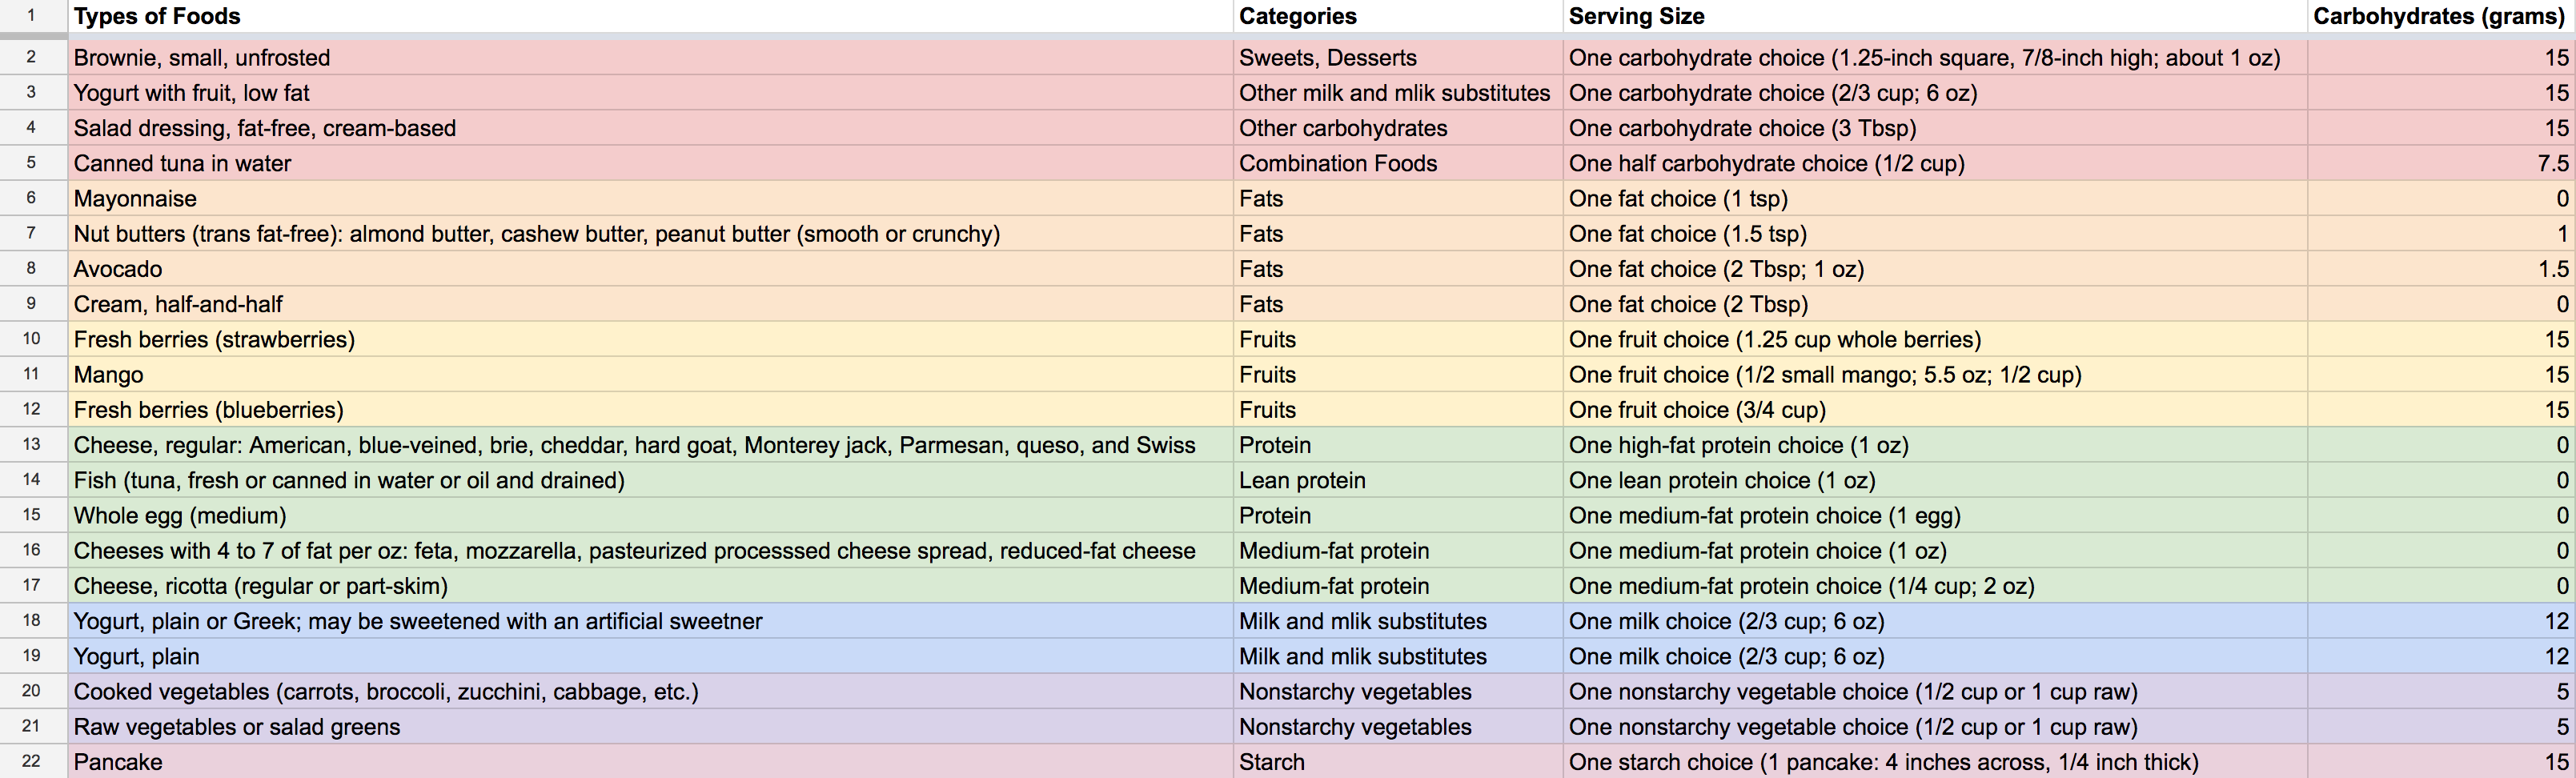 1 Types of Foods Categories Serving Size Carbohydrates (grams)
2 Brownie, small, unfrosted Sweets, Desserts One carbohydrate choice (1.25-inch square, 7/8-inch high; about 1 oz) 15
3 Yogurt with fruit, low fat Other milk and mlik substitutes One carbohydrate choice (2/3 cup; 6 oz) 15
4 Salad dressing, fat-free, cream-based Other carbohydrates One carbohydrate choice (3 Tbsp) 15
5 Canned tuna in water Combination Foods One half carbohydrate choice (1/2 cup) 7.5
6 Mayonnaise Fats One fat choice (1 tsp) 0
7 Nut butters (trans fat-free): almond butter, cashew butter, peanut butter (smooth or crunchy) Fats One fat choice (1.5 tsp) 1
8 Avocado Fats One fat choice (2 Tbsp; 1 oz) 1.5
9 Cream, half-and-half Fats One fat choice (2 Tbsp) 0
10 Fresh berries (strawberries) Fruits One fruit choice (1.25 cup whole berries) 15
11 Mango Fruits One fruit choice (1/2 small mango; 5.5 oz; 1/2 cup) 15
12 Fresh berries (blueberries) Fruits One fruit choice (3/4 cup) 15
13 Cheese, regular: American, blue-veined, brie, cheddar, hard goat, Monterey jack, Parmesan, queso, and Swiss Protein One high-fat protein choice (1 oz) 0
14 Fish (tuna, fresh or canned in water or oil and drained) Lean protein One lean protein choice (1 oz) 0
15 Whole egg (medium) Protein One medium-fat protein choice (1 egg) 0
16 Cheeses with 4 to 7 of fat per oz: feta, mozzarella, pasteurized processsed cheese spread, reduced-fat cheese Medium-fat protein One medium-fat protein choice (1 oz) 0
17 Cheese, ricotta (regular or part-skim) Medium-fat protein One medium-fat protein choice (1/4 cup; 2 oz) 0
18 Yogurt, plain or Greek; may be sweetened with an artificial sweetner Milk and mlik substitutes One milk choice (2/3 cup; 6 oz) 12
19 Yogurt, plain Milk and mlik substitutes One milk choice (2/3 cup; 6 oz) 12
20 Cooked vegetables (carrots, broccoli, zucchini, cabbage, etc.) Nonstarchy vegetables One nonstarchy vegetable choice (1/2 cup or 1 cup raw) 5
21 Raw vegetables or salad greens Nonstarchy vegetables One nonstarchy vegetable choice (1/2 cup or 1 cup raw) 5
22 Pancake Starch One starch choice (1 pancake: 4 inches across, 1/4 inch thick) 15